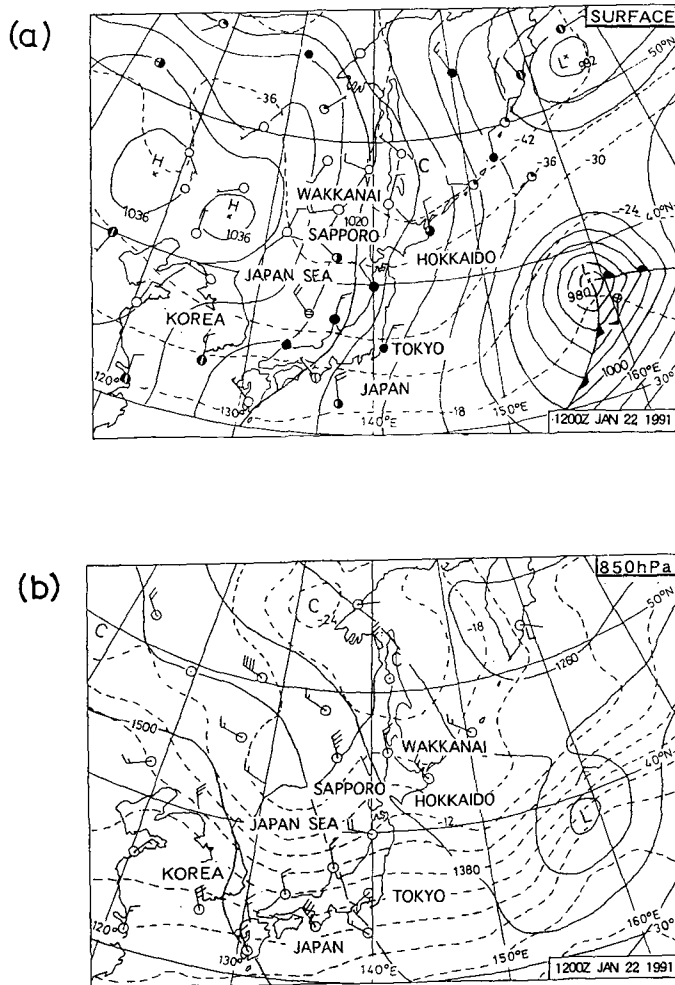 (a)
SURFACE
50°N
L
992
-36
-42
H
C
-36
-30
1036
WAKKANAI
-24
40°N
H
1020
1036
SAPPORO
HOKKAIDO
L
JAPAN SEA
980
KOREA
TOKYO
1000
120°
160°E
JAPAN
30°
-130°
-18
150°E
140°E
1200Z JAN 22 1991
(b)
850hPa
C
50°N
-24
-18
C
L
C
-1260
1500
WAKKANAI
40°N
SAPPORO
HOKKAIDO
JAPAN SEA
-12
L
KOREA
1380
TOKYO
120°
160°E
JAPAN
30°
130°
150°E
140°E
1200Z JAN 22 1991